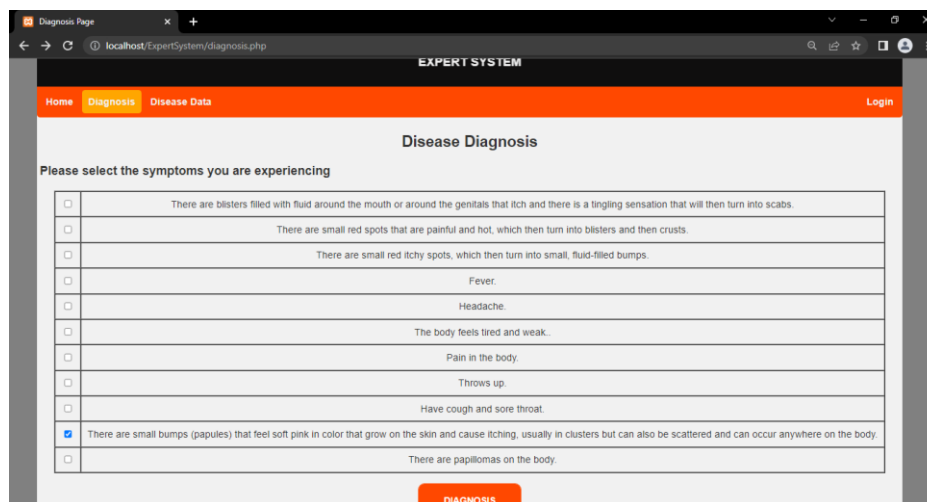 Diagnosis Page
localhost/ExpertSystem/diagnosis.php
EXPERT SYSTEM
Home Diagnosis Disease Data Login
Disease Diagnosis
Please select the symptoms you are experiencing
There are blisters filled with fluid around the mouth or around the genitals that itch and there is a tingling sensation that will then turn into scabs.
There are small red spots that are painful and hot, which then turn into blisters and then crusts.
There are small red itchy spots, which then turn into small, fluid-filled bumps.
Fever.
Headache.
The body feels tired and weak..
Pain in the body.
Throws up.
Have cough and sore throat.
There are small bumps (papules) that feel soft pink in color that grow on the skin and cause itching, usually in clusters but can also be scattered and can occur anywhere on the body.
There are papillomas on the body.
DIAGNOSIS